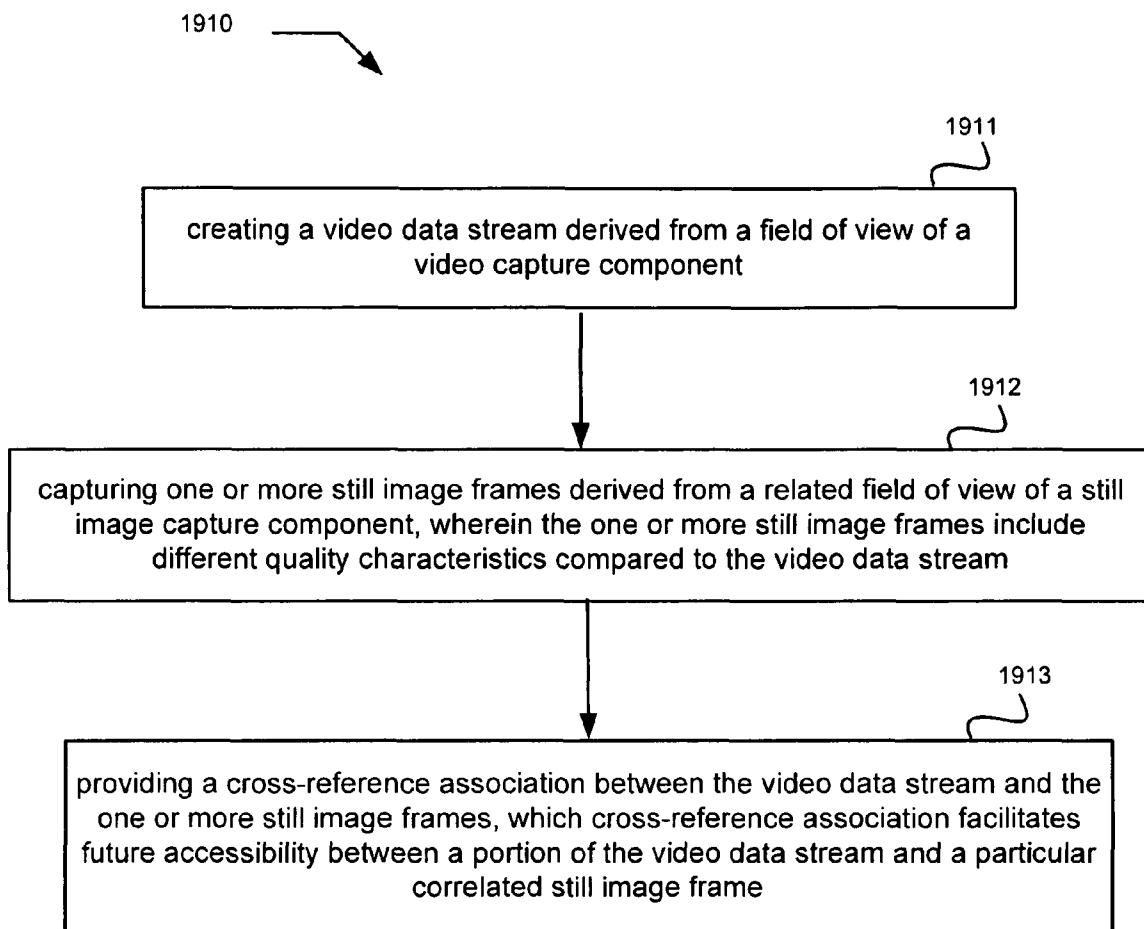 1910
1911
creating a video data stream derived from a field of view of a
video capture component
1912
capturing one or more still image frames derived from a related field of view of a still
image capture component, wherein the one or more still image frames include
different quality characteristics compared to the video data stream
1913
providing a cross-reference association between the video data stream and the
one or more still image frames, which cross-reference association facilitates
future accessibility between a portion of the video data stream and a particular
correlated still image frame